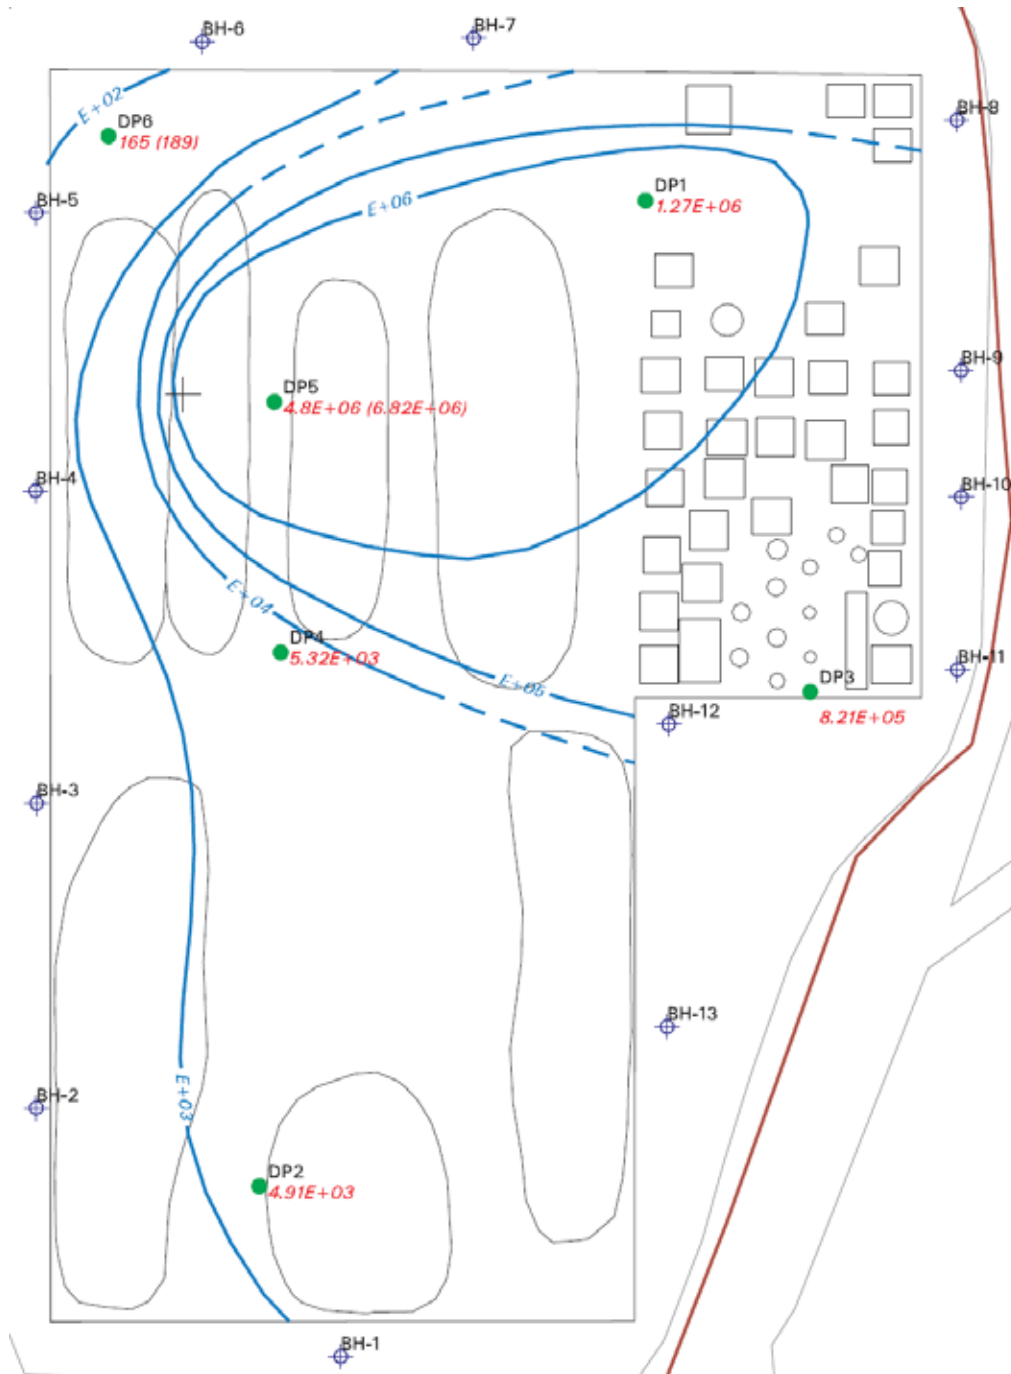 BH-6
BH-7
E+02
DP6
165 (189)
BH-8
BH-5
E+06
DP1
1.27E+06
BH-9
DP5
4.8E+06 (6.82E+06)
BH-4
BH-10
E+04
DP4
5.32E+03
E+05
BH-11
DP3
8.21E+05
BH-12
BH-3
BH-13
E+03
BH-2
DP2
4.91E+03
BH-1